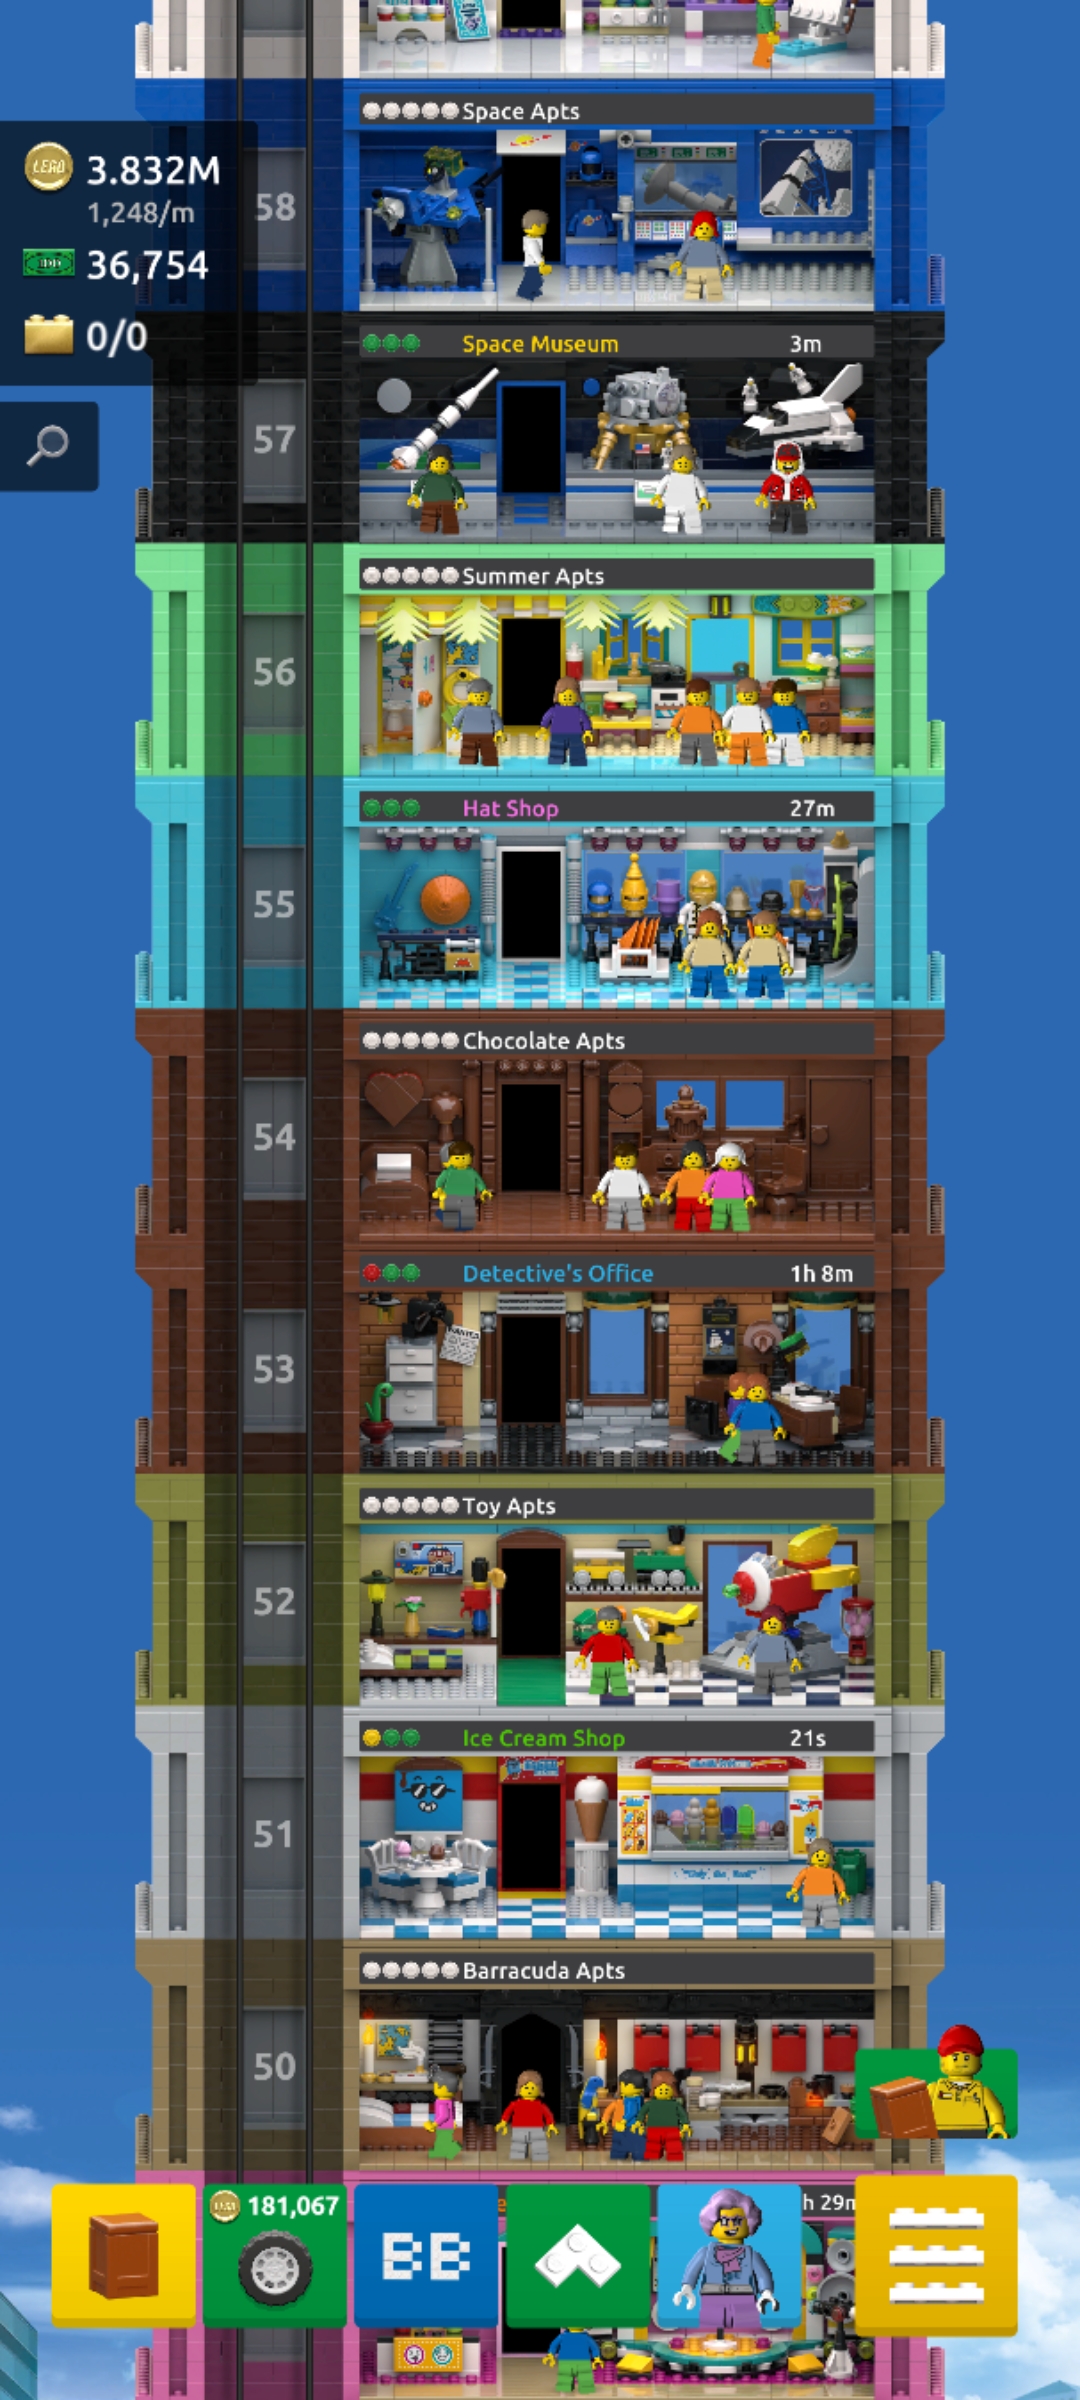 Space Apts
3.832M
1,248/m
36,754
0/0
58
Space Museum 3m
57
Summer Apts
56
Hat Shop 27m
55
Chocolate Apts
54
Detective's Office 1h 8m
53
Toy Apts
52
Ice Cream Shop 21s
51
Barracuda Apts
50
181,067
BB
h 29m